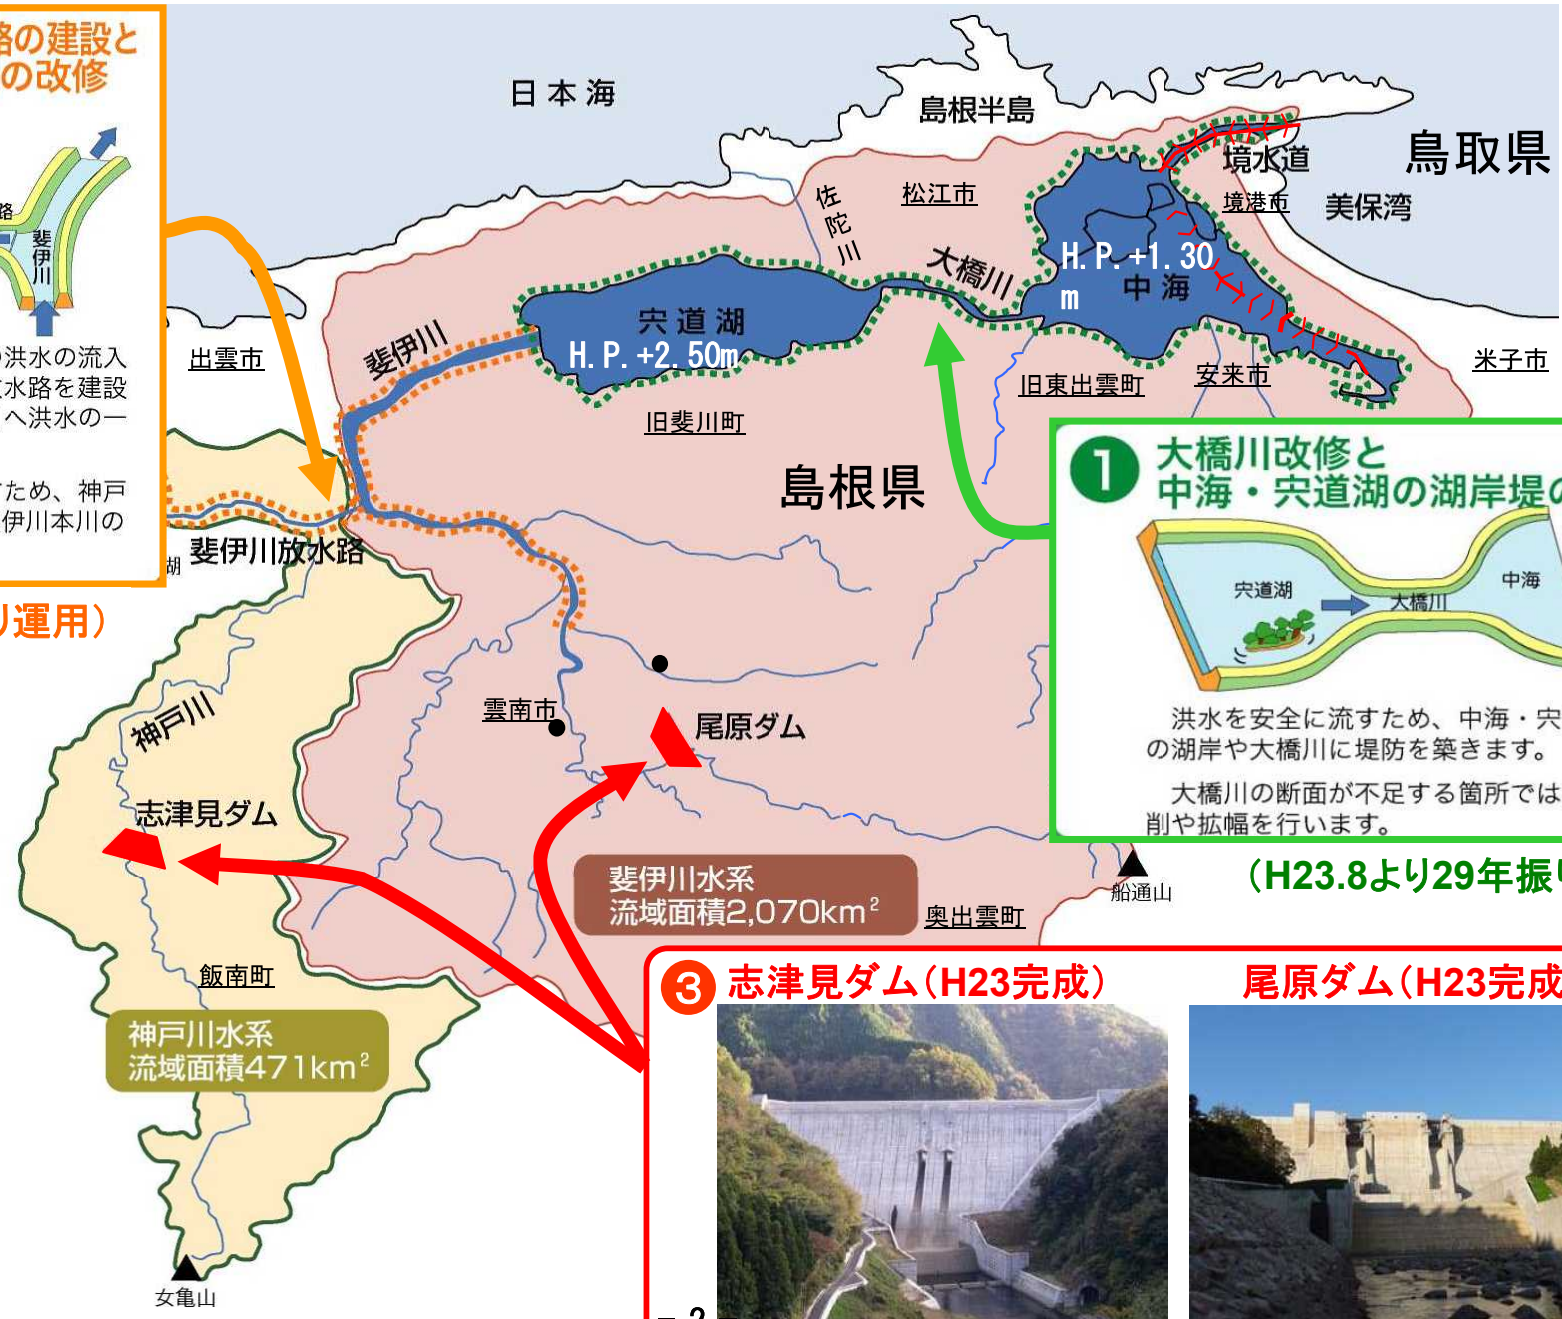 路の建設と
の改修
路
斐伊川
の洪水の流入
放水路を建設
へ洪水の一
ため、神戸
伊川本川の
り運用）
日本海
島根半島
鳥取県
境水道
境港市
美保湾
松江市
佐陀川
大橋川
H.P.+1.30
m
中海
宍道湖
H.P.+2.50m
斐伊川
出雲市
旧斐川町
旧東出雲町
安来市
米子市
島根県
斐伊川放水路
湖
神戸川
志津見ダム
雲南市
尾原ダム
斐伊川水系
流域面積2,070km²
奥出雲町
船通山
飯南町
神戸川水系
流域面積471km²
女亀山
1 大橋川改修と
中海・宍道湖の湖岸堤の
宍道湖
大橋川
中海
洪水を安全に流すため、中海・宍
の湖岸や大橋川に堤防を築きます。
大橋川の断面が不足する箇所では
削や拡幅を行います。
（H23.8より29年振り
3 志津見ダム（H23完成）
尾原ダム（H23完成
2